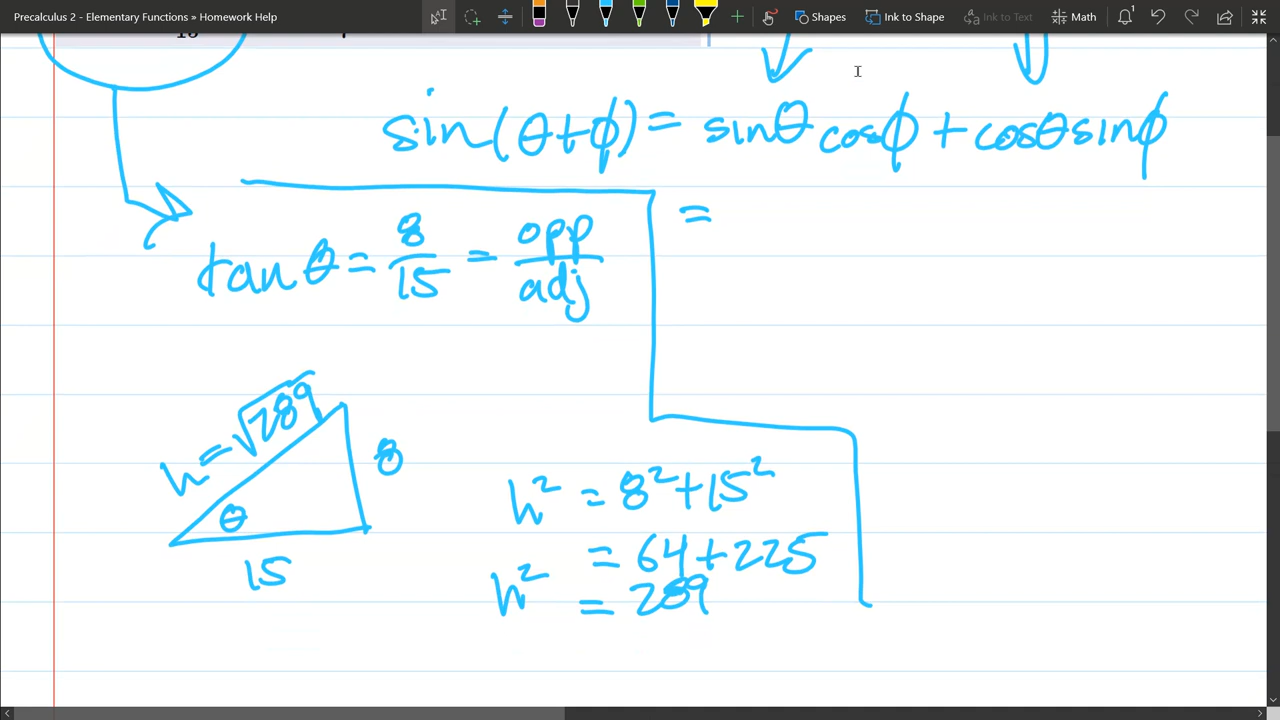 Precalculus 2 - Elementary Functions » Homework Help
Shapes Ink to Shape Ink to Text Math
sin(θ+ϕ) = sinθ cosϕ + cosθ sinϕ
=
tan θ = 8/15 = opp/adj
h = √289
8
θ
15
h² = 8² + 15²
= 64 + 225
h² = 289